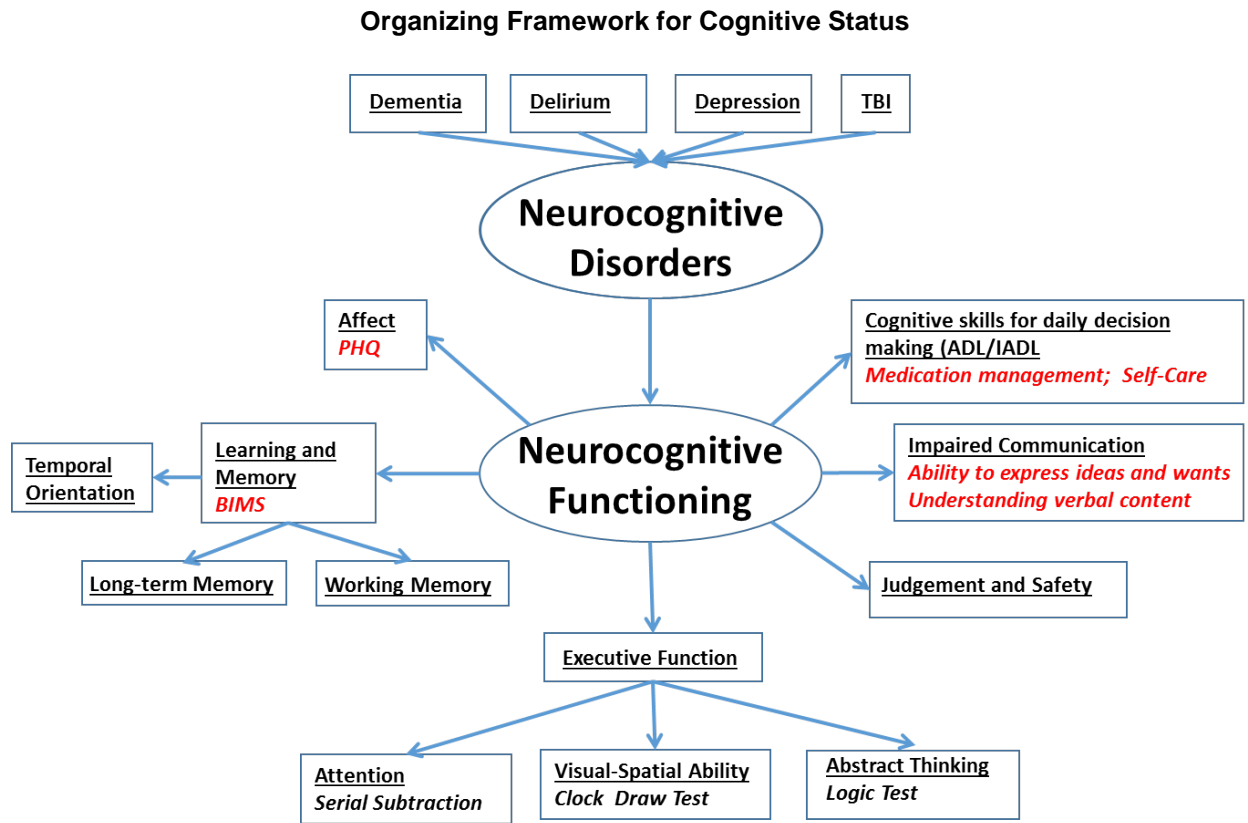 Organizing Framework for Cognitive Status
Dementia
Delirium
Depression
TBI
Neurocognitive
Disorders
Affect
PHQ
Cognitive skills for daily decision
making (ADL/IADL
Medication management; Self-Care
Neurocognitive
Functioning
Learning and
Memory
BIMS
Temporal
Orientation
Impaired Communication
Ability to express ideas and wants
Understanding verbal content
Long-term Memory
Working Memory
Judgement and Safety
Executive Function
Attention
Serial Subtraction
Visual-Spatial Ability
Clock Draw Test
Abstract Thinking
Logic Test